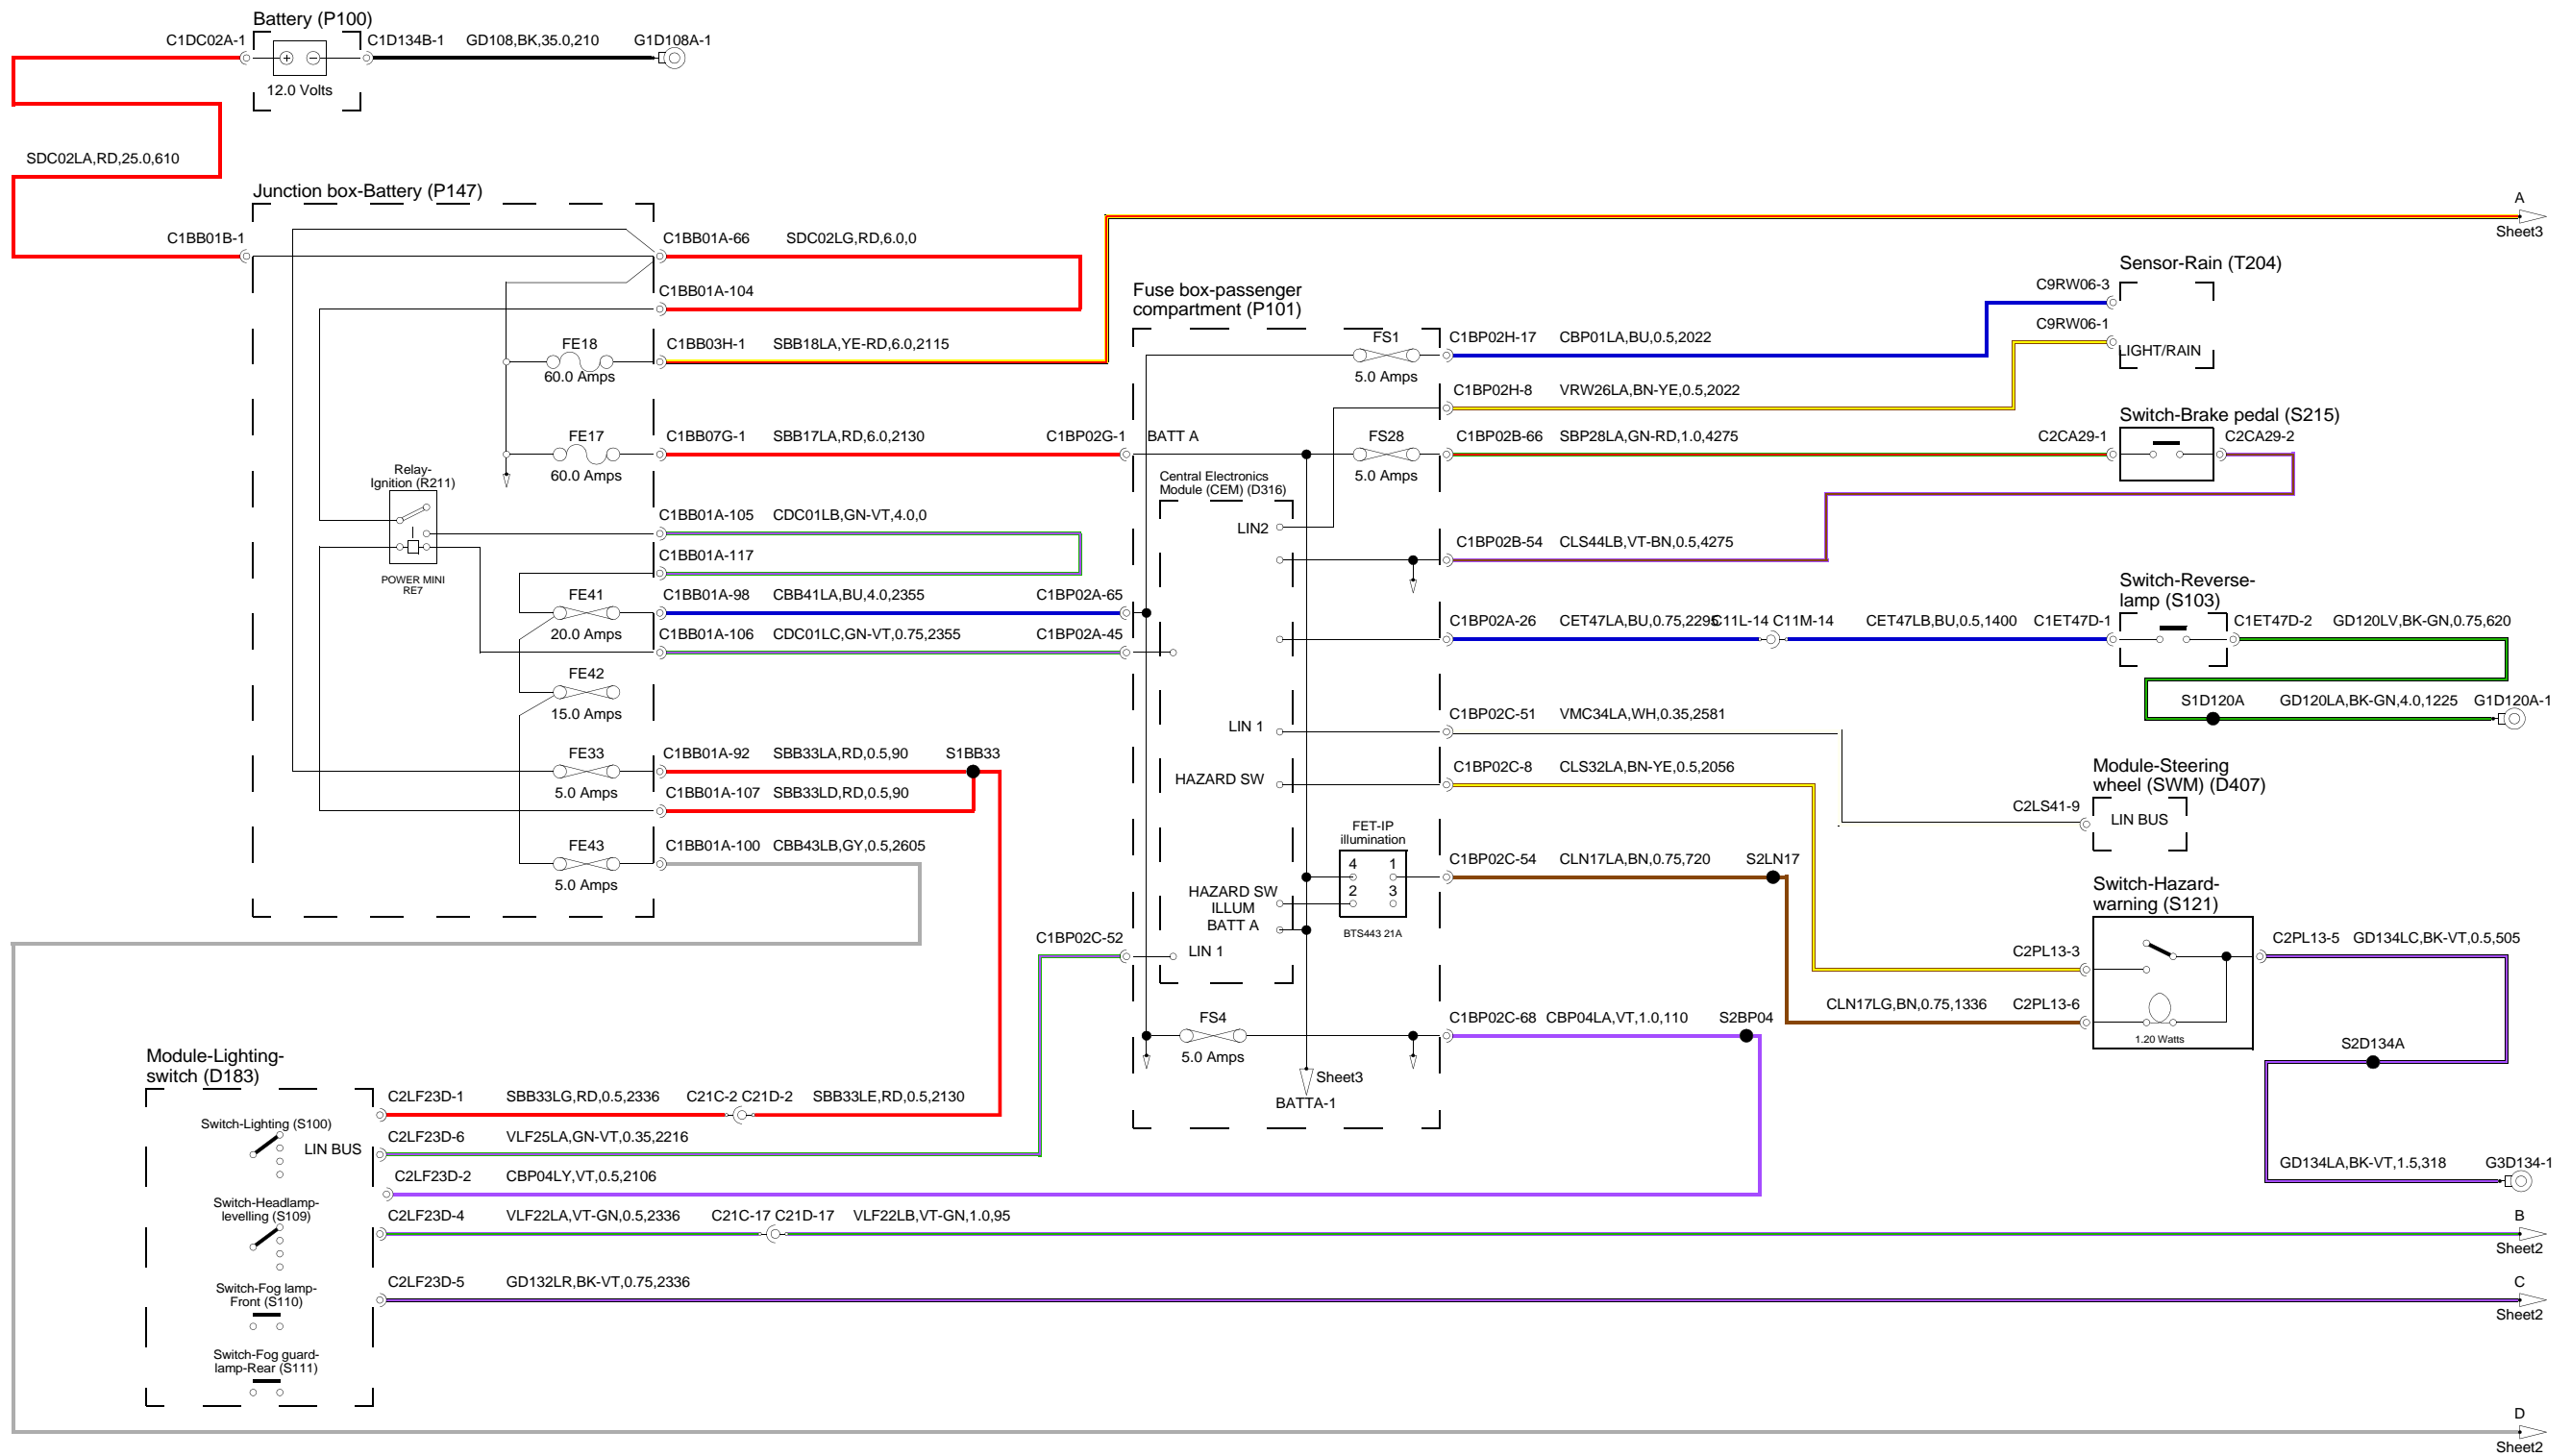 Battery (P100)
C1DC02A-1
C1D134B-1
GD108,BK,35.0,210
G1D108A-1
12.0 Volts
SDC02LA,RD,25.0,610
Junction box-Battery (P147)
C1BB01B-1
C1BB01A-66
SDC02LG,RD,6.0,0
C1BB01A-104
FE18
60.0 Amps
C1BB03H-1
SBB18LA,YE-RD,6.0,2115
A
Sheet3
FE17
60.0 Amps
C1BB07G-1
SBB17LA,RD,6.0,2130
C1BP02G-1
BATT A
Relay-
Ignition (R211)
POWER MINI
RE7
C1BB01A-105
CDC01LB,GN-VT,4.0,0
C1BB01A-117
FE41
20.0 Amps
C1BB01A-98
CBB41LA,BU,4.0,2355
C1BP02A-65
C1BB01A-106
CDC01LC,GN-VT,0.75,2355
C1BP02A-45
FE42
15.0 Amps
FE33
5.0 Amps
C1BB01A-92
SBB33LA,RD,0.5,90
S1BB33
C1BB01A-107
SBB33LD,RD,0.5,90
FE43
5.0 Amps
C1BB01A-100
CBB43LB,GY,0.5,2605
Fuse box-passenger
compartment (P101)
FS1
5.0 Amps
C1BP02H-17
CBP01LA,BU,0.5,2022
C1BP02H-8
VRW26LA,BN-YE,0.5,2022
Sensor-Rain (T204)
C9RW06-3
C9RW06-1
LIGHT/RAIN
FS28
5.0 Amps
C1BP02B-66
SBP28LA,GN-RD,1.0,4275
Switch-Brake pedal (S215)
C2CA29-1
C2CA29-2
Central Electronics
Module (CEM) (D316)
LIN2
C1BP02B-54
CLS44LB,VT-BN,0.5,4275
C1BP02A-26
CET47LA,BU,0.75,2295
C11L-14
C11M-14
CET47LB,BU,0.5,1400
C1ET47D-1
Switch-Reverse-
lamp (S103)
C1ET47D-2
GD120LV,BK-GN,0.75,620
S1D120A
GD120LA,BK-GN,4.0,1225
G1D120A-1
LIN 1
C1BP02C-51
VMC34LA,WH,0.35,2581
HAZARD SW
C1BP02C-8
CLS32LA,BN-YE,0.5,2056
Module-Steering
wheel (SWM) (D407)
C2LS41-9
LIN BUS
FET-IP
illumination
4 1
2 3
BTS443 21A
HAZARD SW
ILLUM
BATT A
C1BP02C-54
CLN17LA,BN,0.75,720
S2LN17
Switch-Hazard-
warning (S121)
C2PL13-3
C2PL13-5
GD134LC,BK-VT,0.5,505
CLN17LG,BN,0.75,1336
C2PL13-6
1.20 Watts
C1BP02C-52
LIN 1
FS4
5.0 Amps
C1BP02C-68
CBP04LA,VT,1.0,110
S2BP04
S2D134A
GD134LA,BK-VT,1.5,318
G3D134-1
Sheet3
BATTA-1
Module-Lighting-
switch (D183)
Switch-Lighting (S100)
LIN BUS
Switch-Headlamp-
levelling (S109)
Switch-Fog lamp-
Front (S110)
Switch-Fog guard-
lamp-Rear (S111)
C2LF23D-1
SBB33LG,RD,0.5,2336
C21C-2
C21D-2
SBB33LE,RD,0.5,2130
C2LF23D-6
VLF25LA,GN-VT,0.35,2216
C2LF23D-2
CBP04LY,VT,0.5,2106
C2LF23D-4
VLF22LA,VT-GN,0.5,2336
C21C-17
C21D-17
VLF22LB,VT-GN,1.0,95
B
Sheet2
C2LF23D-5
GD132LR,BK-VT,0.75,2336
C
Sheet2
D
Sheet2